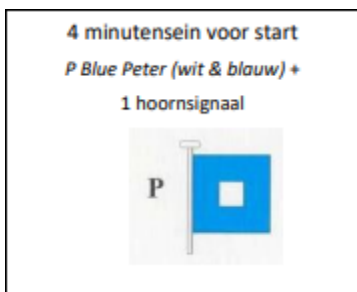 4 minutensein voor start
P Blue Peter (wit & blauw) +
1 hoornsignaal
P